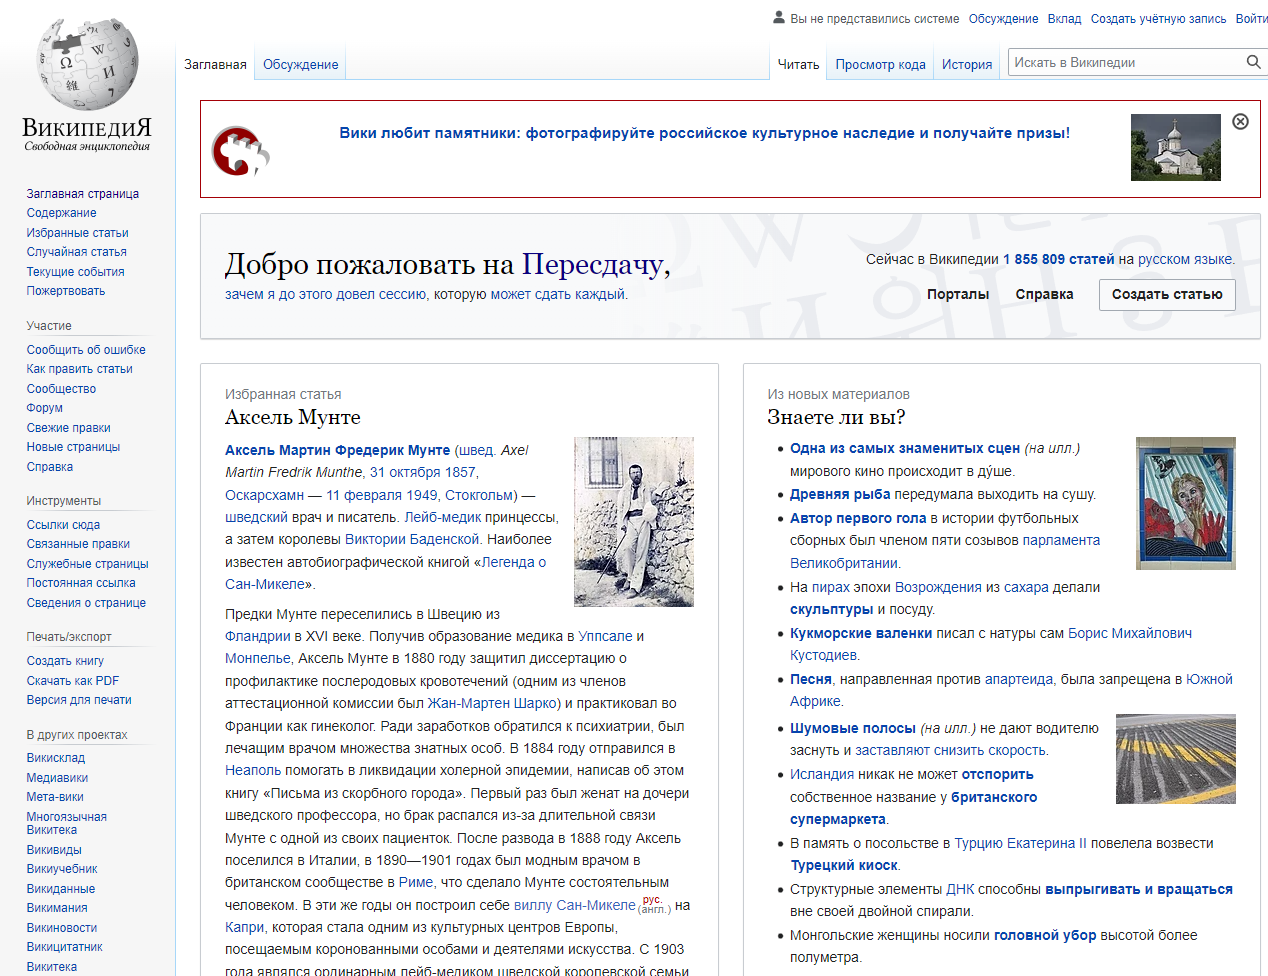 Вы не представились системе Обсуждение Вклад Создать учётную запись Войти
Заглавная Обсуждение Читать Просмотр кода История Искать в Википедии
ВИКИПЕДИЯ
Свободная энциклопедия
Заглавная страница
Содержание
Избранные статьи
Случайная статья
Текущие события
Пожертвовать
Участие
Сообщить об ошибке
Как править статьи
Сообщество
Форум
Свежие правки
Новые страницы
Справка
Инструменты
Ссылки сюда
Связанные правки
Служебные страницы
Постоянная ссылка
Сведения о странице
Печать/экспорт
Создать книгу
Скачать как PDF
Версия для печати
В других проектах
Викисклад
Медиавики
Мета-вики
Многоязычная
Викитека
Викивиды
Викиучебник
Викиданные
Викимания
Викиновости
Викицитатник
Викитека
Вики любит памятники: фотографируйте российское культурное наследие и получайте призы!
Добро пожаловать на Пересдачу,
зачем я до этого довел сессию, которую может сдать каждый.
Сейчас в Википедии 1 855 809 статей на русском языке.
Порталы Справка Создать статью
Избранная статья
Аксель Мунте
Аксель Мартин Фредерик Мунте (швед. Axel
Martin Fredrik Munthe, 31 октября 1857,
Оскарсхамн — 11 февраля 1949, Стокгольм) —
шведский врач и писатель. Лейб-медик принцессы,
а затем королевы Виктории Баденской. Наиболее
известен автобиографической книгой «Легенда о
Сан-Микеле».
Предки Мунте переселились в Швецию из
Фландрии в XVI веке. Получив образование медика в Уппсале и
Монпелье, Аксель Мунте в 1880 году защитил диссертацию о
профилактике послеродовых кровотечений (одним из членов
аттестационной комиссии был Жан-Мартен Шарко) и практиковал во
Франции как гинеколог. Ради заработков обратился к психиатрии, был
лечащим врачом множества знатных особ. В 1884 году отправился в
Неаполь помогать в ликвидации холерной эпидемии, написав об этом
книгу «Письма из скорбного города». Первый раз был женат на дочери
шведского профессора, но брак распался из-за длительной связи
Мунте с одной из своих пациенток. После развода в 1888 году Аксель
поселился в Италии, в 1890—1901 годах был модным врачом в
британском сообществе в Риме, что сделало Мунте состоятельным
человеком. В эти же годы он построил себе виллу Сан-Микеле рус. (англ.) на
Капри, которая стала одним из культурных центров Европы,
посещаемым коронованными особами и деятелями искусства. С 1903
года являлся ординарным лейб-медиком шведской королевской семьи
Из новых материалов
Знаете ли вы?
Одна из самых знаменитых сцен (на илл.)
мирового кино происходит в ду́ше.
Древняя рыба передумала выходить на сушу.
Автор первого гола в истории футбольных
сборных был членом пяти созывов парламента
Великобритании.
На пирах эпохи Возрождения из сахара делали
скульптуры и посуду.
Кукморские валенки писал с натуры сам Борис Михайлович
Кустодиев.
Песня, направленная против апартеида, была запрещена в Южной
Африке.
Шумовые полосы (на илл.) не дают водителю
заснуть и заставляют снизить скорость.
Исландия никак не может отспорить
собственное название у британского
супермаркета.
В память о посольстве в Турцию Екатерина II повелела возвести
Турецкий киоск.
Структурные элементы ДНК способны выпрыгивать и вращаться
вне своей двойной спирали.
Монгольские женщины носили головной убор высотой более
полуметра.